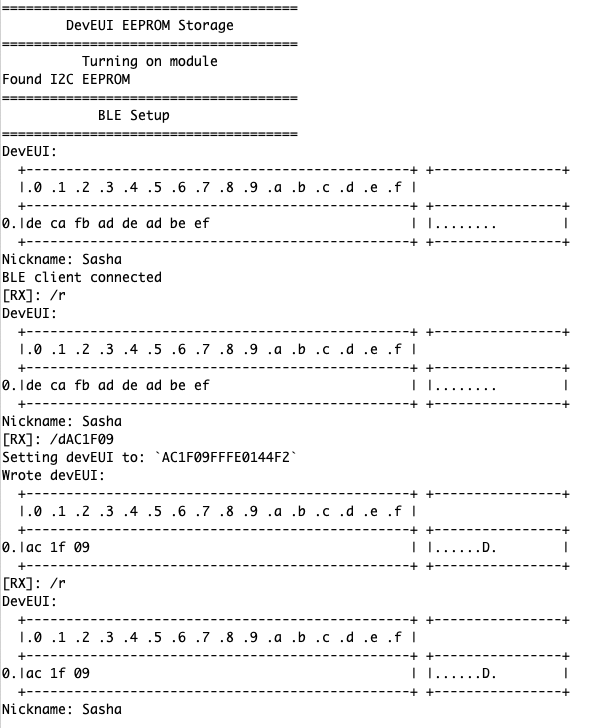 =====================================
DevEUI EEPROM Storage
=====================================
Turning on module
Found I2C EEPROM
=====================================
BLE Setup
=====================================
DevEUI:
+------------------------------------------------+ +----------------+
|.0 .1 .2 .3 .4 .5 .6 .7 .8 .9 .a .b .c .d .e .f |
+------------------------------------------------+ +----------------+
0.|de ca fb ad de ad be ef | |........ |
+------------------------------------------------+ +----------------+
Nickname: Sasha
BLE client connected
[RX]: /r
DevEUI:
+------------------------------------------------+ +----------------+
|.0 .1 .2 .3 .4 .5 .6 .7 .8 .9 .a .b .c .d .e .f |
+------------------------------------------------+ +----------------+
0.|de ca fb ad de ad be ef | |........ |
+------------------------------------------------+ +----------------+
Nickname: Sasha
[RX]: /dAC1F09
Setting devEUI to: `AC1F09FFFE0144F2`
Wrote devEUI:
+------------------------------------------------+ +----------------+
|.0 .1 .2 .3 .4 .5 .6 .7 .8 .9 .a .b .c .d .e .f |
+------------------------------------------------+ +----------------+
0.|ac 1f 09 | |......D. |
+------------------------------------------------+ +----------------+
[RX]: /r
DevEUI:
+------------------------------------------------+ +----------------+
|.0 .1 .2 .3 .4 .5 .6 .7 .8 .9 .a .b .c .d .e .f |
+------------------------------------------------+ +----------------+
0.|ac 1f 09 | |......D. |
+------------------------------------------------+ +----------------+
Nickname: Sasha